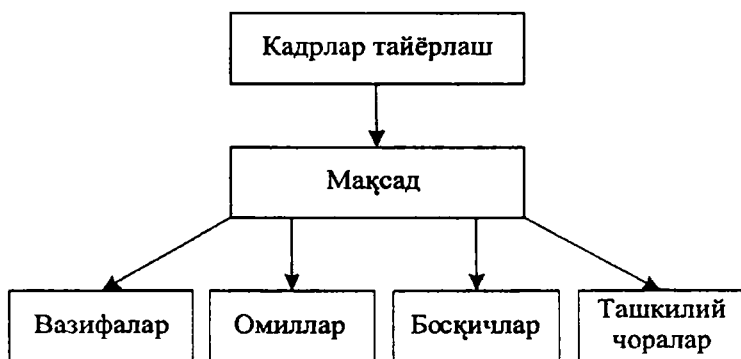 Кадрлар тайёрлаш
Мақсад
Вазифалар
Омиллар
Босқичлар
Ташкилий
чоралар